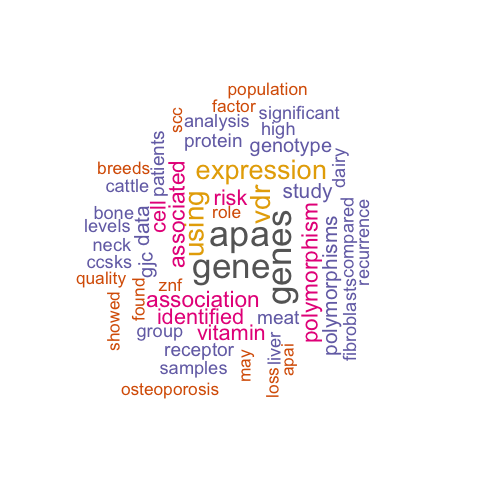 population
factor
scc
analysis
significant
high
protein
genotype
patients
breeds
cattle
associated
expression
dairy
risk
study
vdr
using
role
cell
bone
data
levels
neck
ccsks
gjc
apa
es
gene
genes
polymorphism
polymorphisms
compared
recurrence
fibroblasts
quality
znf
found
showed
association
identified
meat
vitamin
group
receptor
liver
apai
samples
may
loss
osteoporosis